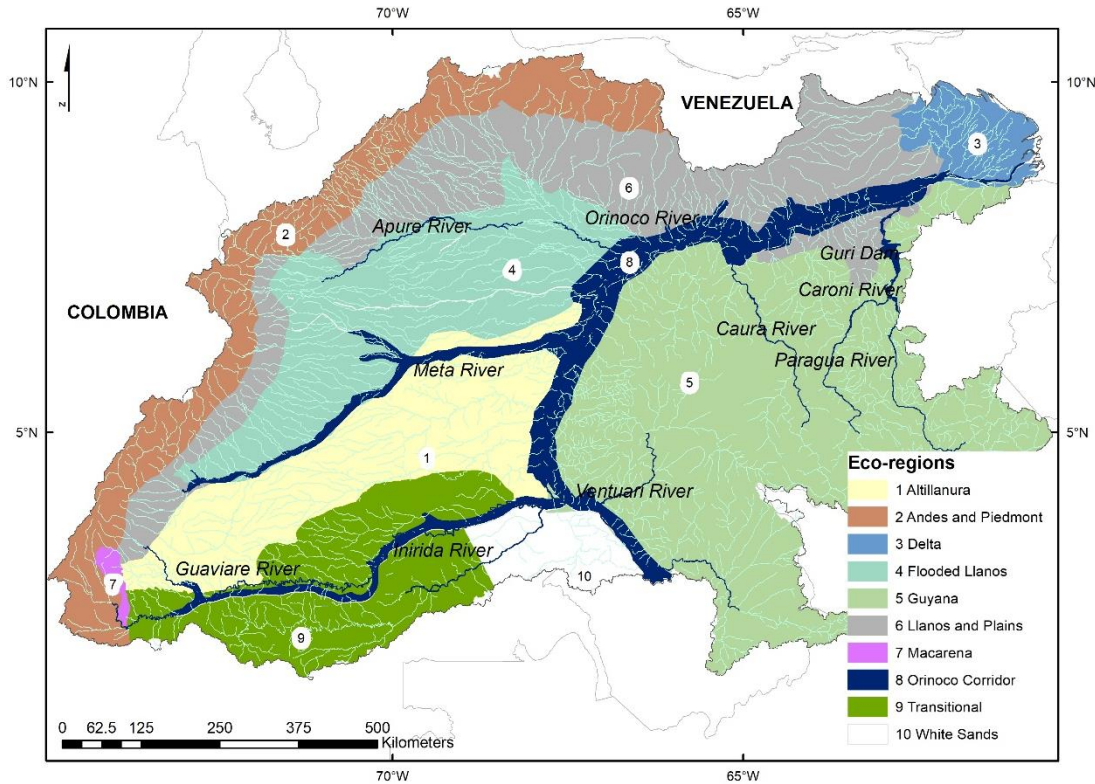 70°W 65°W
10°N 10°N
z
VENEZUELA
3
6
Orinoco River
Apure River
2
8
Guri Dam
4
COLOMBIA
Caroni River
Caura River
Paragua River
Meta River
5
5°N 5°N
1
Ventuari River
Inirida River
Guaviare River
7
10
9
Eco-regions
1 Altillanura
2 Andes and Piedmont
3 Delta
4 Flooded Llanos
5 Guyana
6 Llanos and Plains
7 Macarena
8 Orinoco Corridor
9 Transitional
10 White Sands
0 62.5 125 250 375 500
Kilometers
70°W 65°W